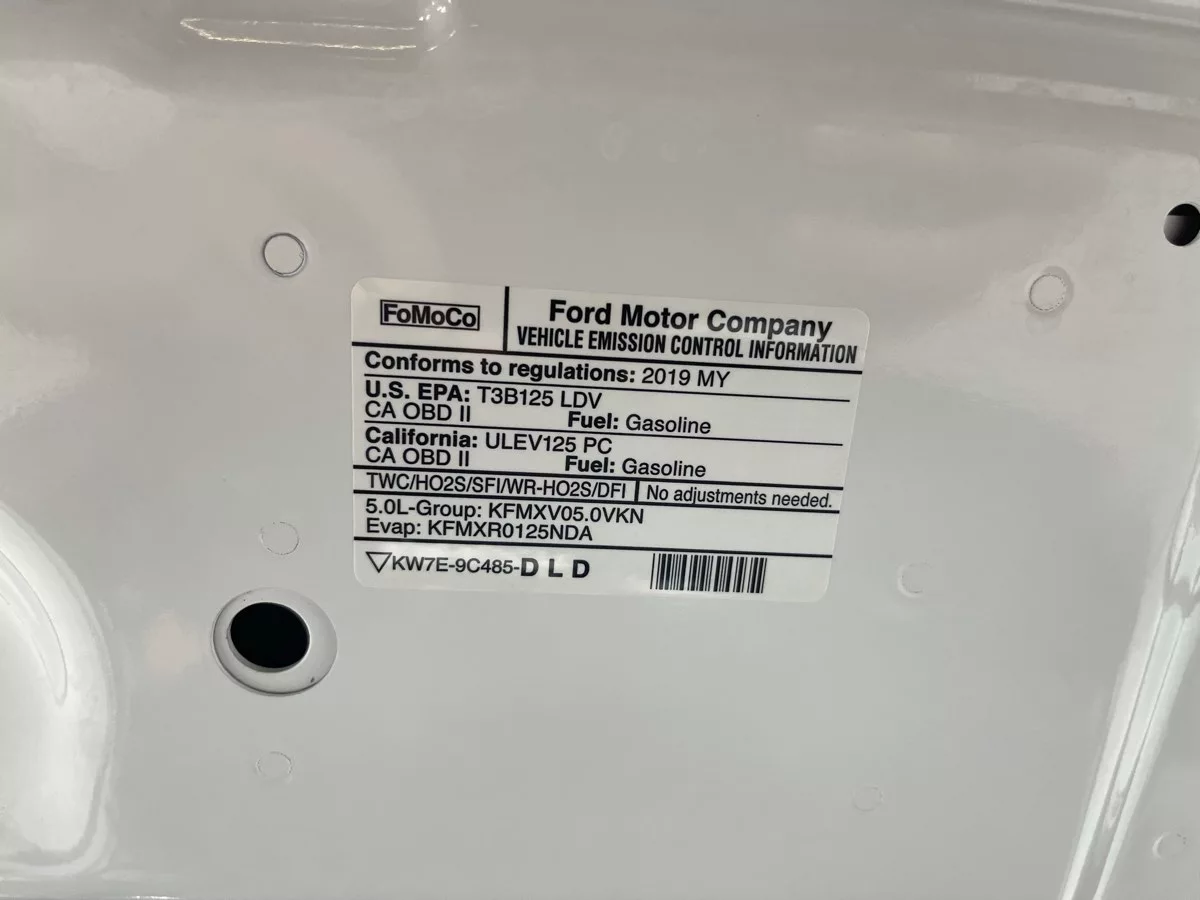 FoMoCo
Ford Motor Company
VEHICLE EMISSION CONTROL INFORMATION
Conforms to regulations: 2019 MY
U.S. EPA: T3B125 LDV
CA OBD II Fuel: Gasoline
California: ULEV125 PC
CA OBD II Fuel: Gasoline
TWC/HO2S/SFI/WR-HO2S/DFI No adjustments needed.
5.0L-Group: KFMXV05.0VKN
Evap: KFMXR0125NDA
KW7E-9C485-D L D